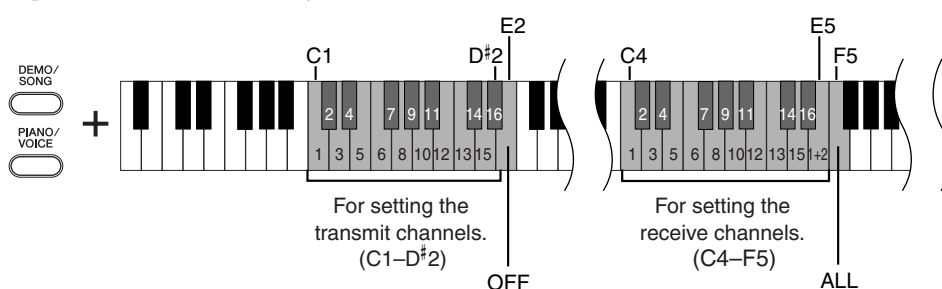 E2
E5
C1
D♯2
C4
F5
DEMO/
SONG
+
PIANO/
VOICE
2 4 7 9 11 14 16
1 3 5 6 8 10 12 13 15
2 4 7 9 11 14 16
1 3 5 6 8 10 12 13 15 1+2
For setting the
transmit channels.
(C1–D♯2)
OFF
For setting the
receive channels.
(C4–F5)
ALL